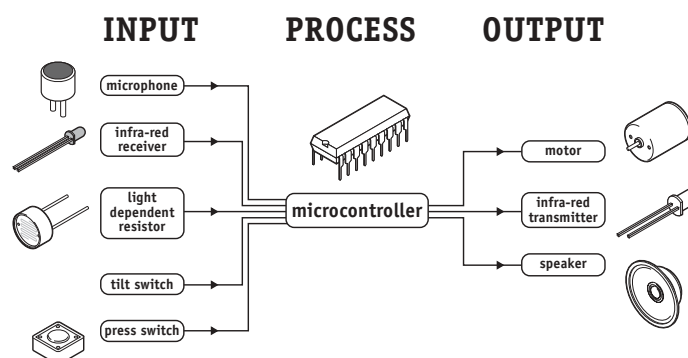 INPUT
PROCESS
OUTPUT
microphone
infra-red
receiver
light
dependent
resistor
tilt switch
press switch
microcontroller
motor
infra-red
transmitter
speaker